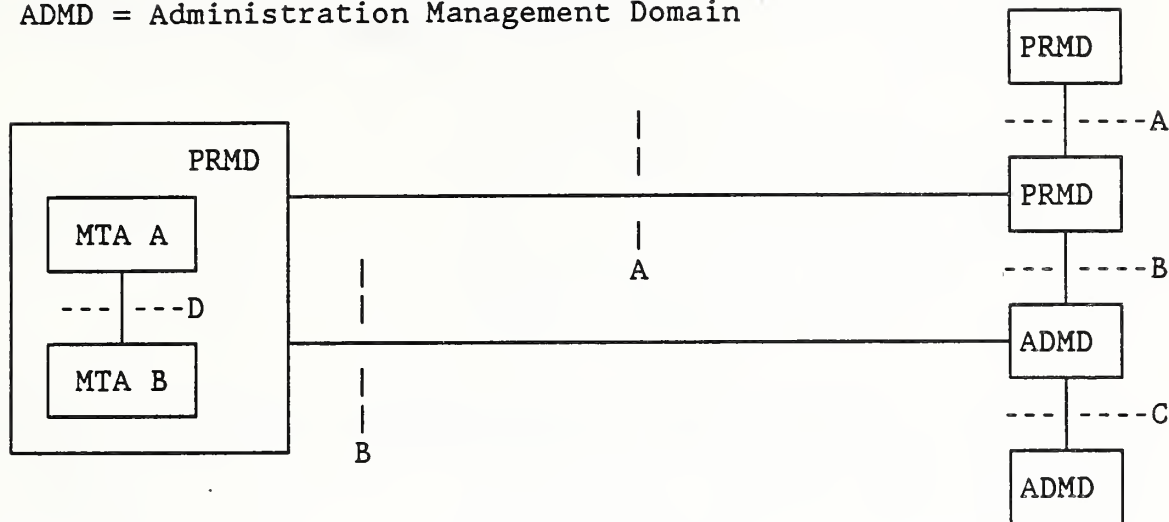 ADMD = Administration Management Domain
PRMD
A
PRMD
MTA A
PRMD
A
D
B
ADMD
MTA B
C
B
ADMD